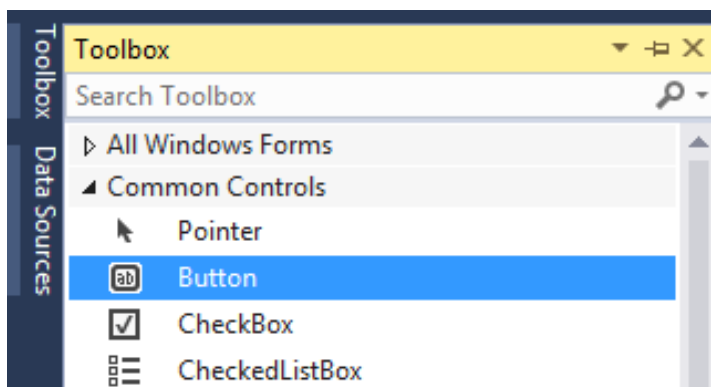 Toolbox
Data Sources
Toolbox
Search Toolbox
All Windows Forms
Common Controls
Pointer
ab Button
CheckBox
CheckedListBox